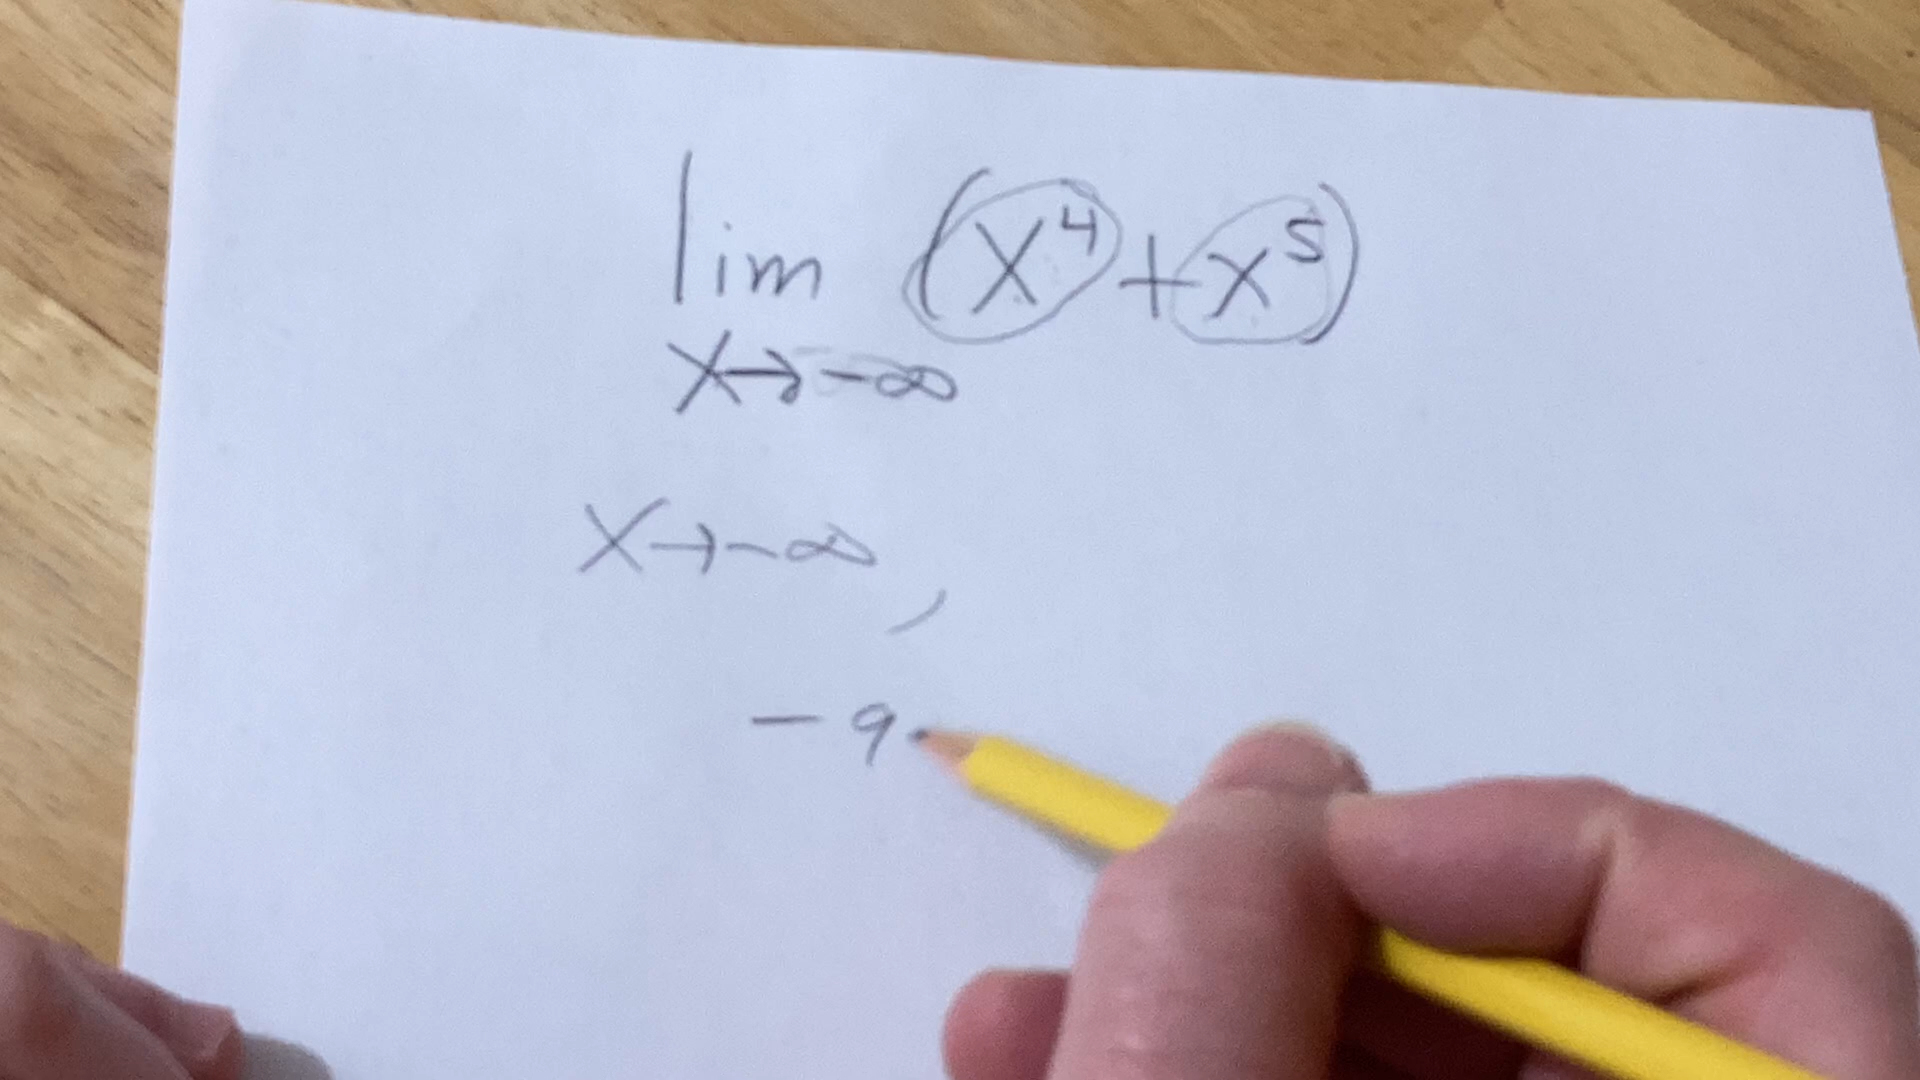 lim (x⁴+x⁵)
x→-∞
x→-∞,
-9